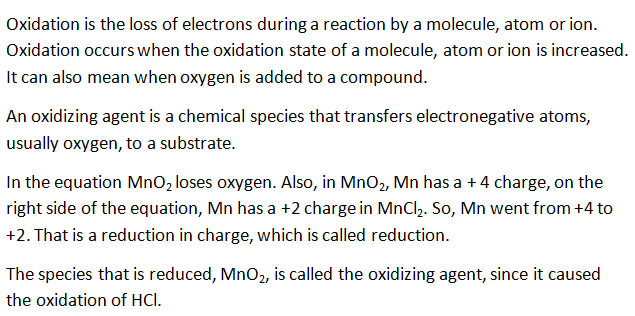 Oxidation is the loss of electrons during a reaction by a molecule, atom or ion.
Oxidation occurs when the oxidation state of a molecule, atom or ion is increased.
It can also mean when oxygen is added to a compound.
An oxidizing agent is a chemical species that transfers electronegative atoms,
usually oxygen, to a substrate.
In the equation MnO₂ loses oxygen. Also, in MnO₂, Mn has a + 4 charge, on the
right side of the equation, Mn has a +2 charge in MnCl₂. So, Mn went from +4 to
+2. That is a reduction in charge, which is called reduction.
The species that is reduced, MnO₂, is called the oxidizing agent, since it caused
the oxidation of HCl.